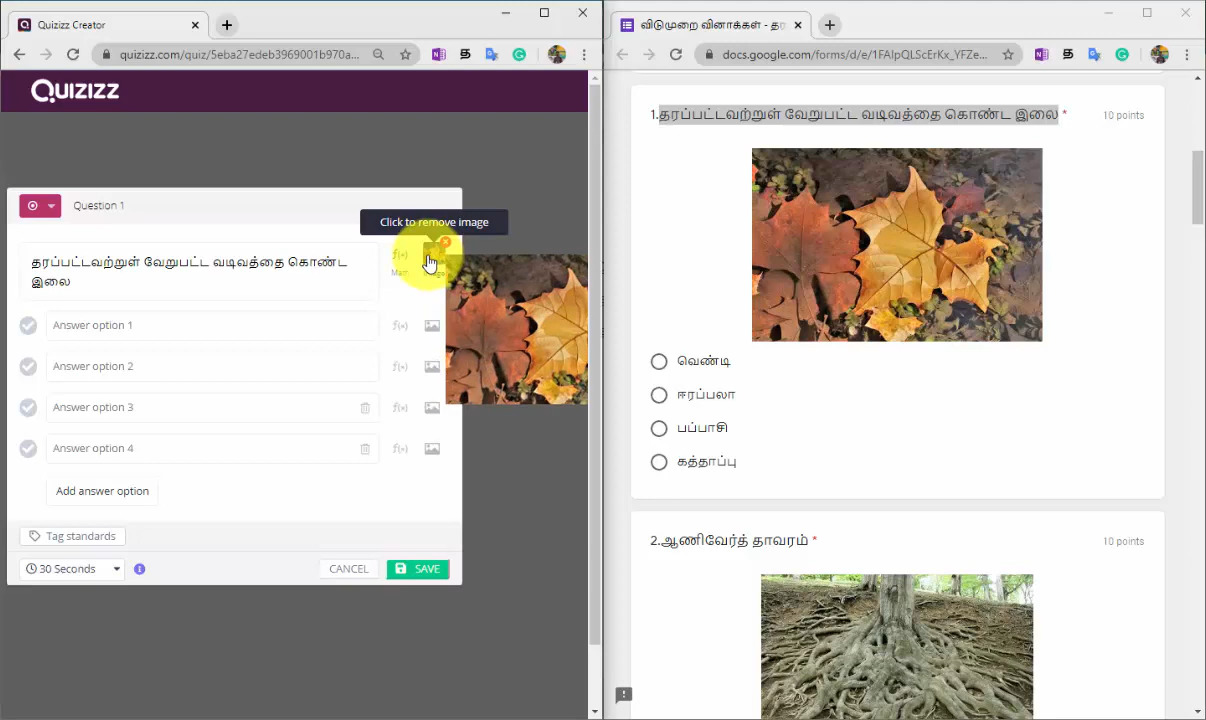 Quizizz Creator
quizizz.com/quiz/5eba27edeb3969001b970a...
Quizizz
Question 1
Click to remove image
தரப்பட்டவற்றுள் வேறுபட்ட வடிவத்தை கொண்ட
இலை
Answer option 1
Answer option 2
Answer option 3
Answer option 4
Add answer option
Tag standards
30 Seconds
CANCEL
SAVE
விடுமுறை வினாக்கள் - தர
docs.google.com/forms/d/e/1FAIpQLScErKx_YFZe...
1.தரப்பட்டவற்றுள் வேறுபட்ட வடிவத்தை கொண்ட இலை *
10 points
வெண்டி
ஈரப்பலா
பப்பாசி
கத்தாப்பு
2.ஆணிவேர்த் தாவரம் *
10 points